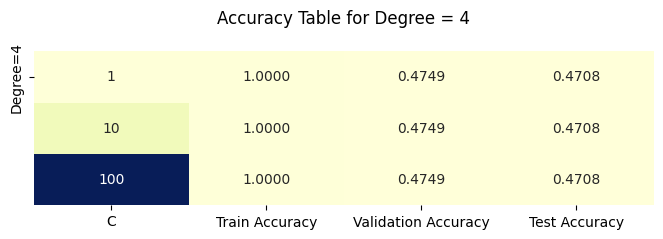 Accuracy Table for Degree = 4
Degree=4
1 1.0000 0.4749 0.4708
10 1.0000 0.4749 0.4708
100 1.0000 0.4749 0.4708
C Train Accuracy Validation Accuracy Test Accuracy